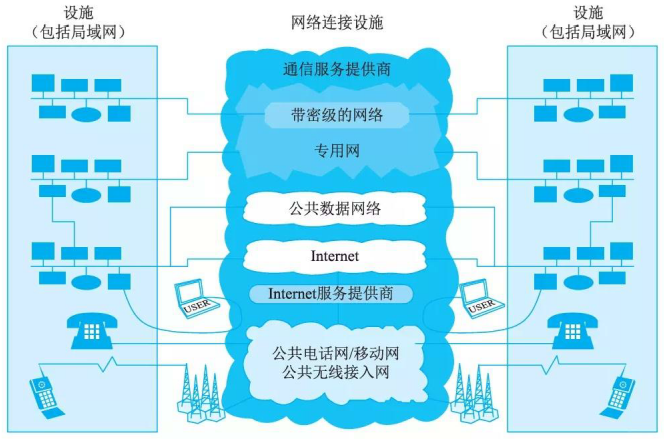 设施
（包括局域网）
网络连接设施
设施
（包括局域网）
通信服务提供商
带密级的网络
专用网
公共数据网络
Internet
Internet服务提供商
USER
USER
公共电话网/移动网
公共无线接入网